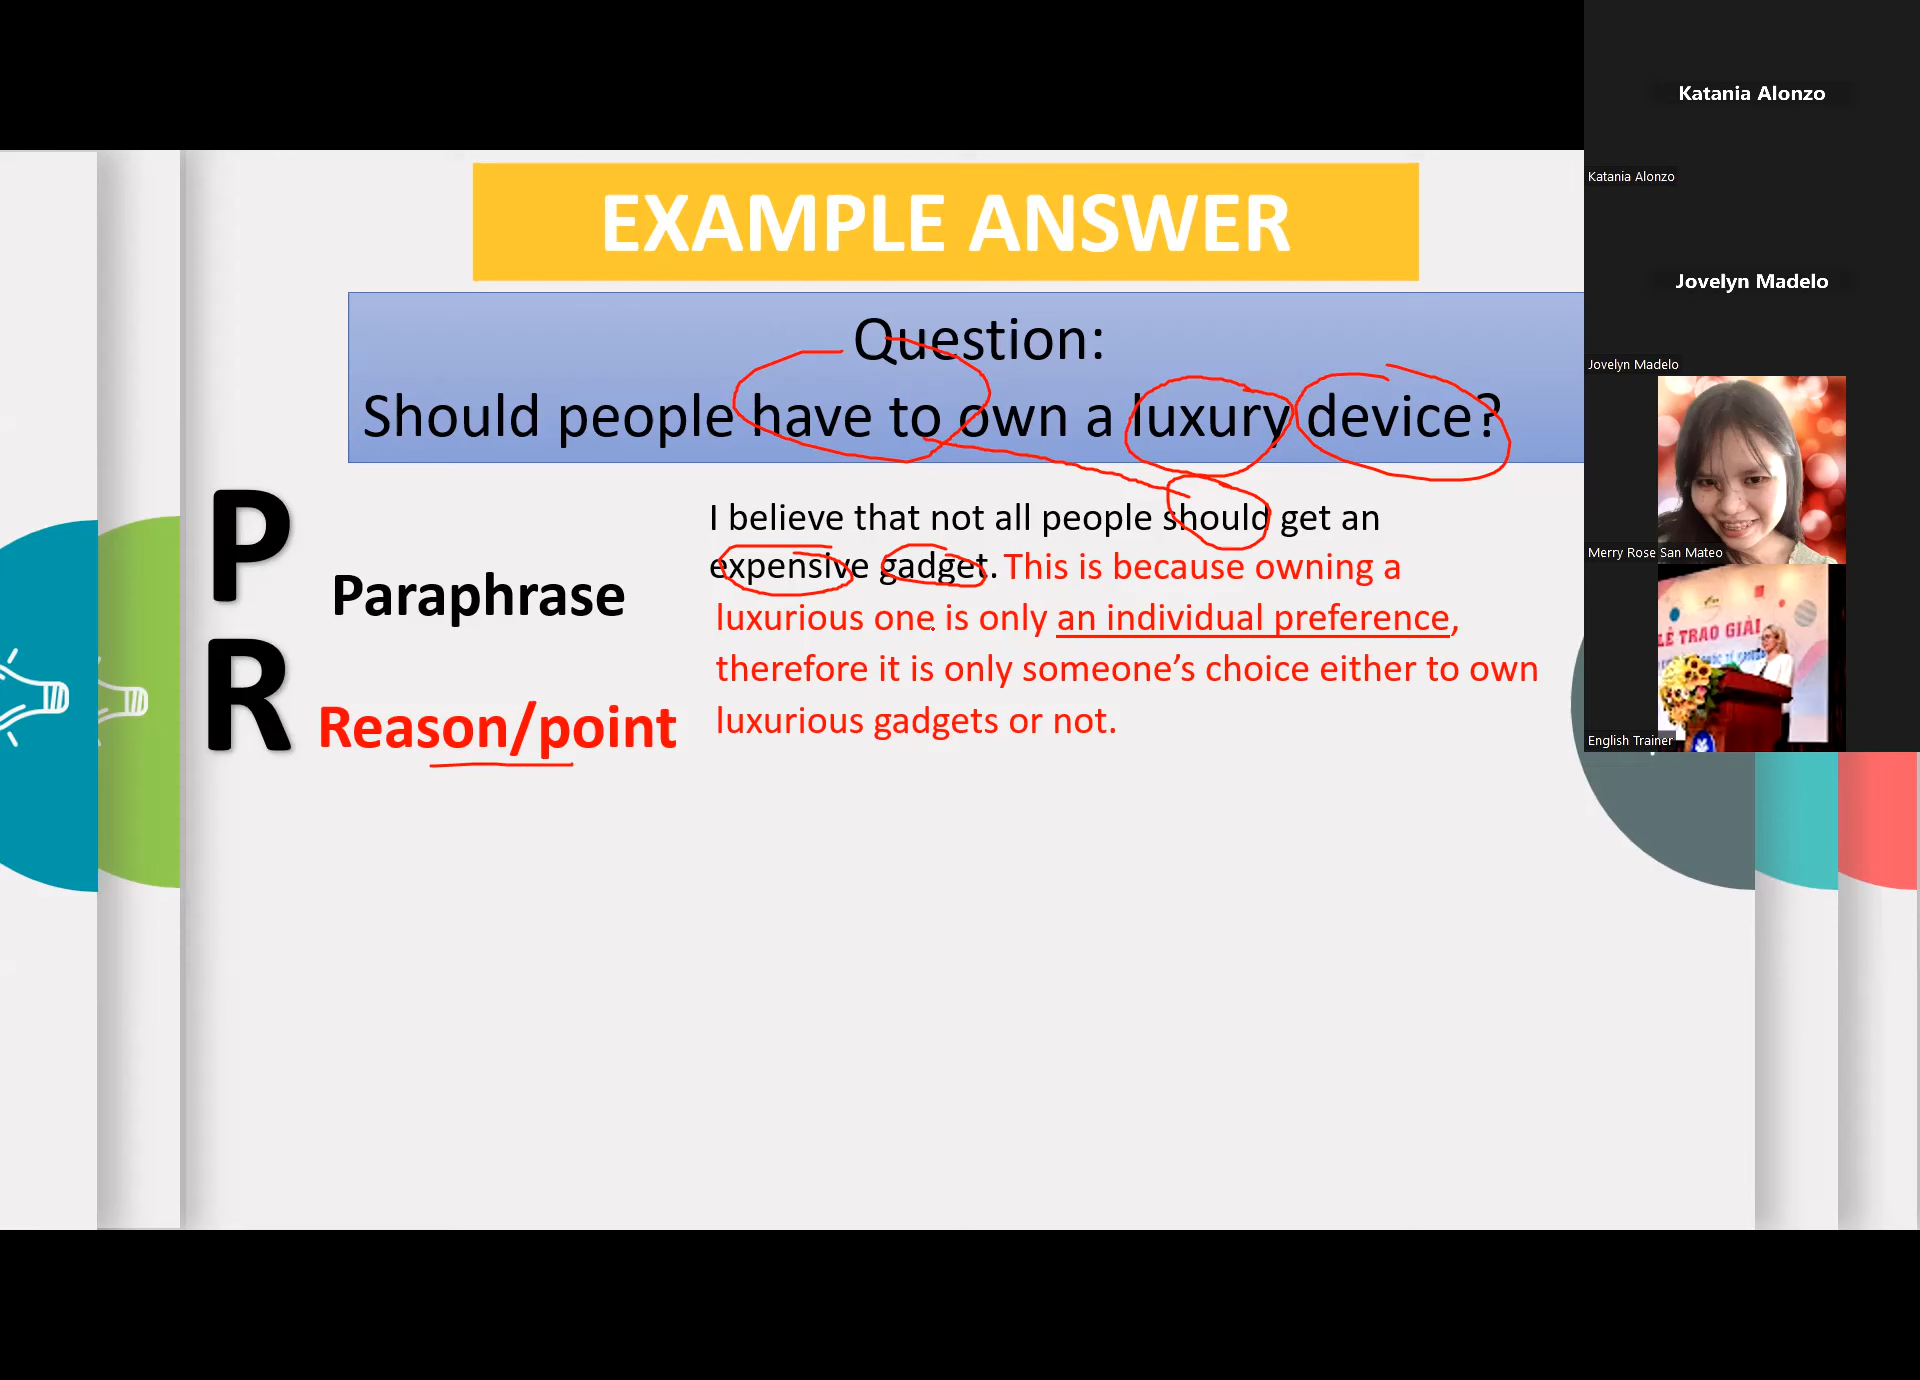 EXAMPLE ANSWER
Question:
Should people have to own a luxury device?
P
Paraphrase
R
Reason/point
I believe that not all people should get an
expensive gadget. This is because owning a
luxurious one is only an individual preference,
therefore it is only someone's choice either to own
luxurious gadgets or not.
Katania Alonzo
Katania Alonzo
Jovelyn Madelo
Jovelyn Madelo
Merry Rose San Mateo
LỄ TRAO GIẢI
English Trainer